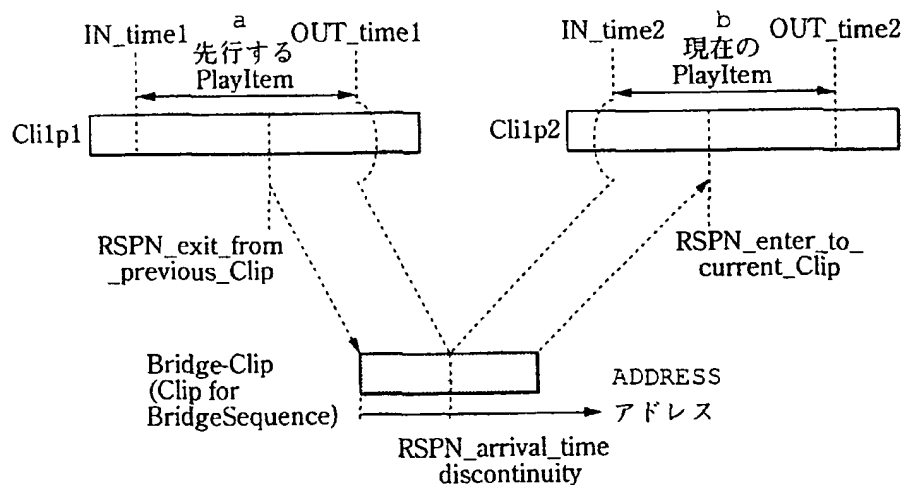 a
IN_time1
先行する
OUT_time1
PlayItem
Cli1p1
b
IN_time2
現在の
OUT_time2
PlayItem
Cli1p2
RSPN_exit_from
_previous_Clip
RSPN_enter_to_
current_Clip
Bridge-Clip
(Clip for
BridgeSequence)
ADDRESS
アドレス
RSPN_arrival_time
discontinuity